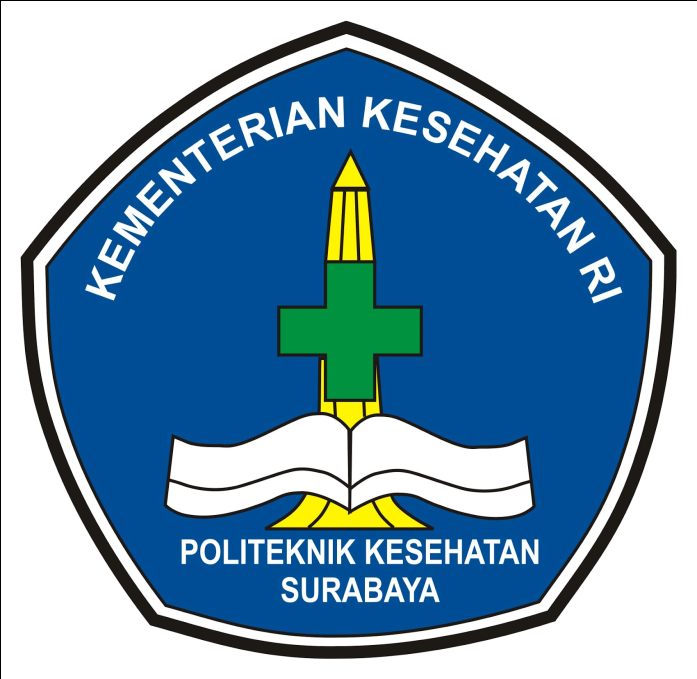 KEMENTERIAN KESEHATAN RI
POLITEKNIK KESEHATAN
SURABAYA